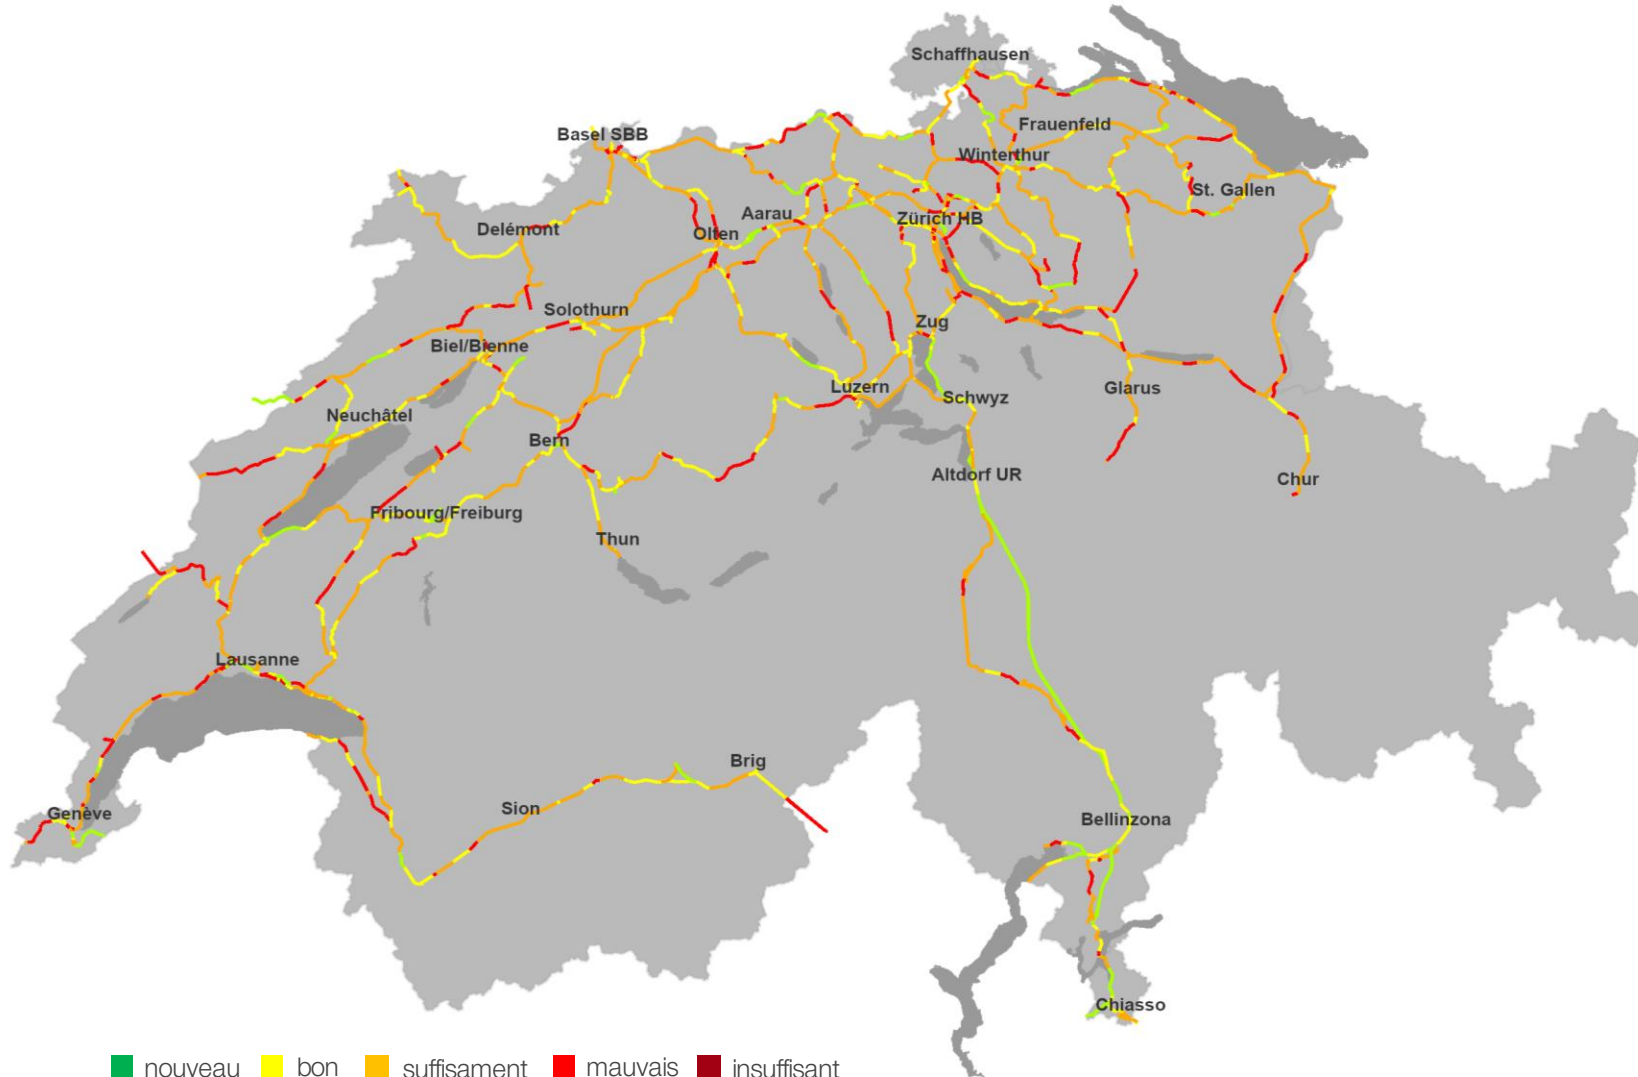 Schaffhausen
Frauenfeld
Basel SBB
Winterthur
St. Gallen
Aarau
Zürich HB
Delémont
Olten
Solothurn
Zug
Biel/Bienne
Luzern
Glarus
Schwyz
Neuchâtel
Bern
Altdorf UR
Chur
Fribourg/Freiburg
Thun
Lausanne
Brig
Sion
Genève
Bellinzona
Chiasso
nouveau bon suffisament mauvais insuffisant